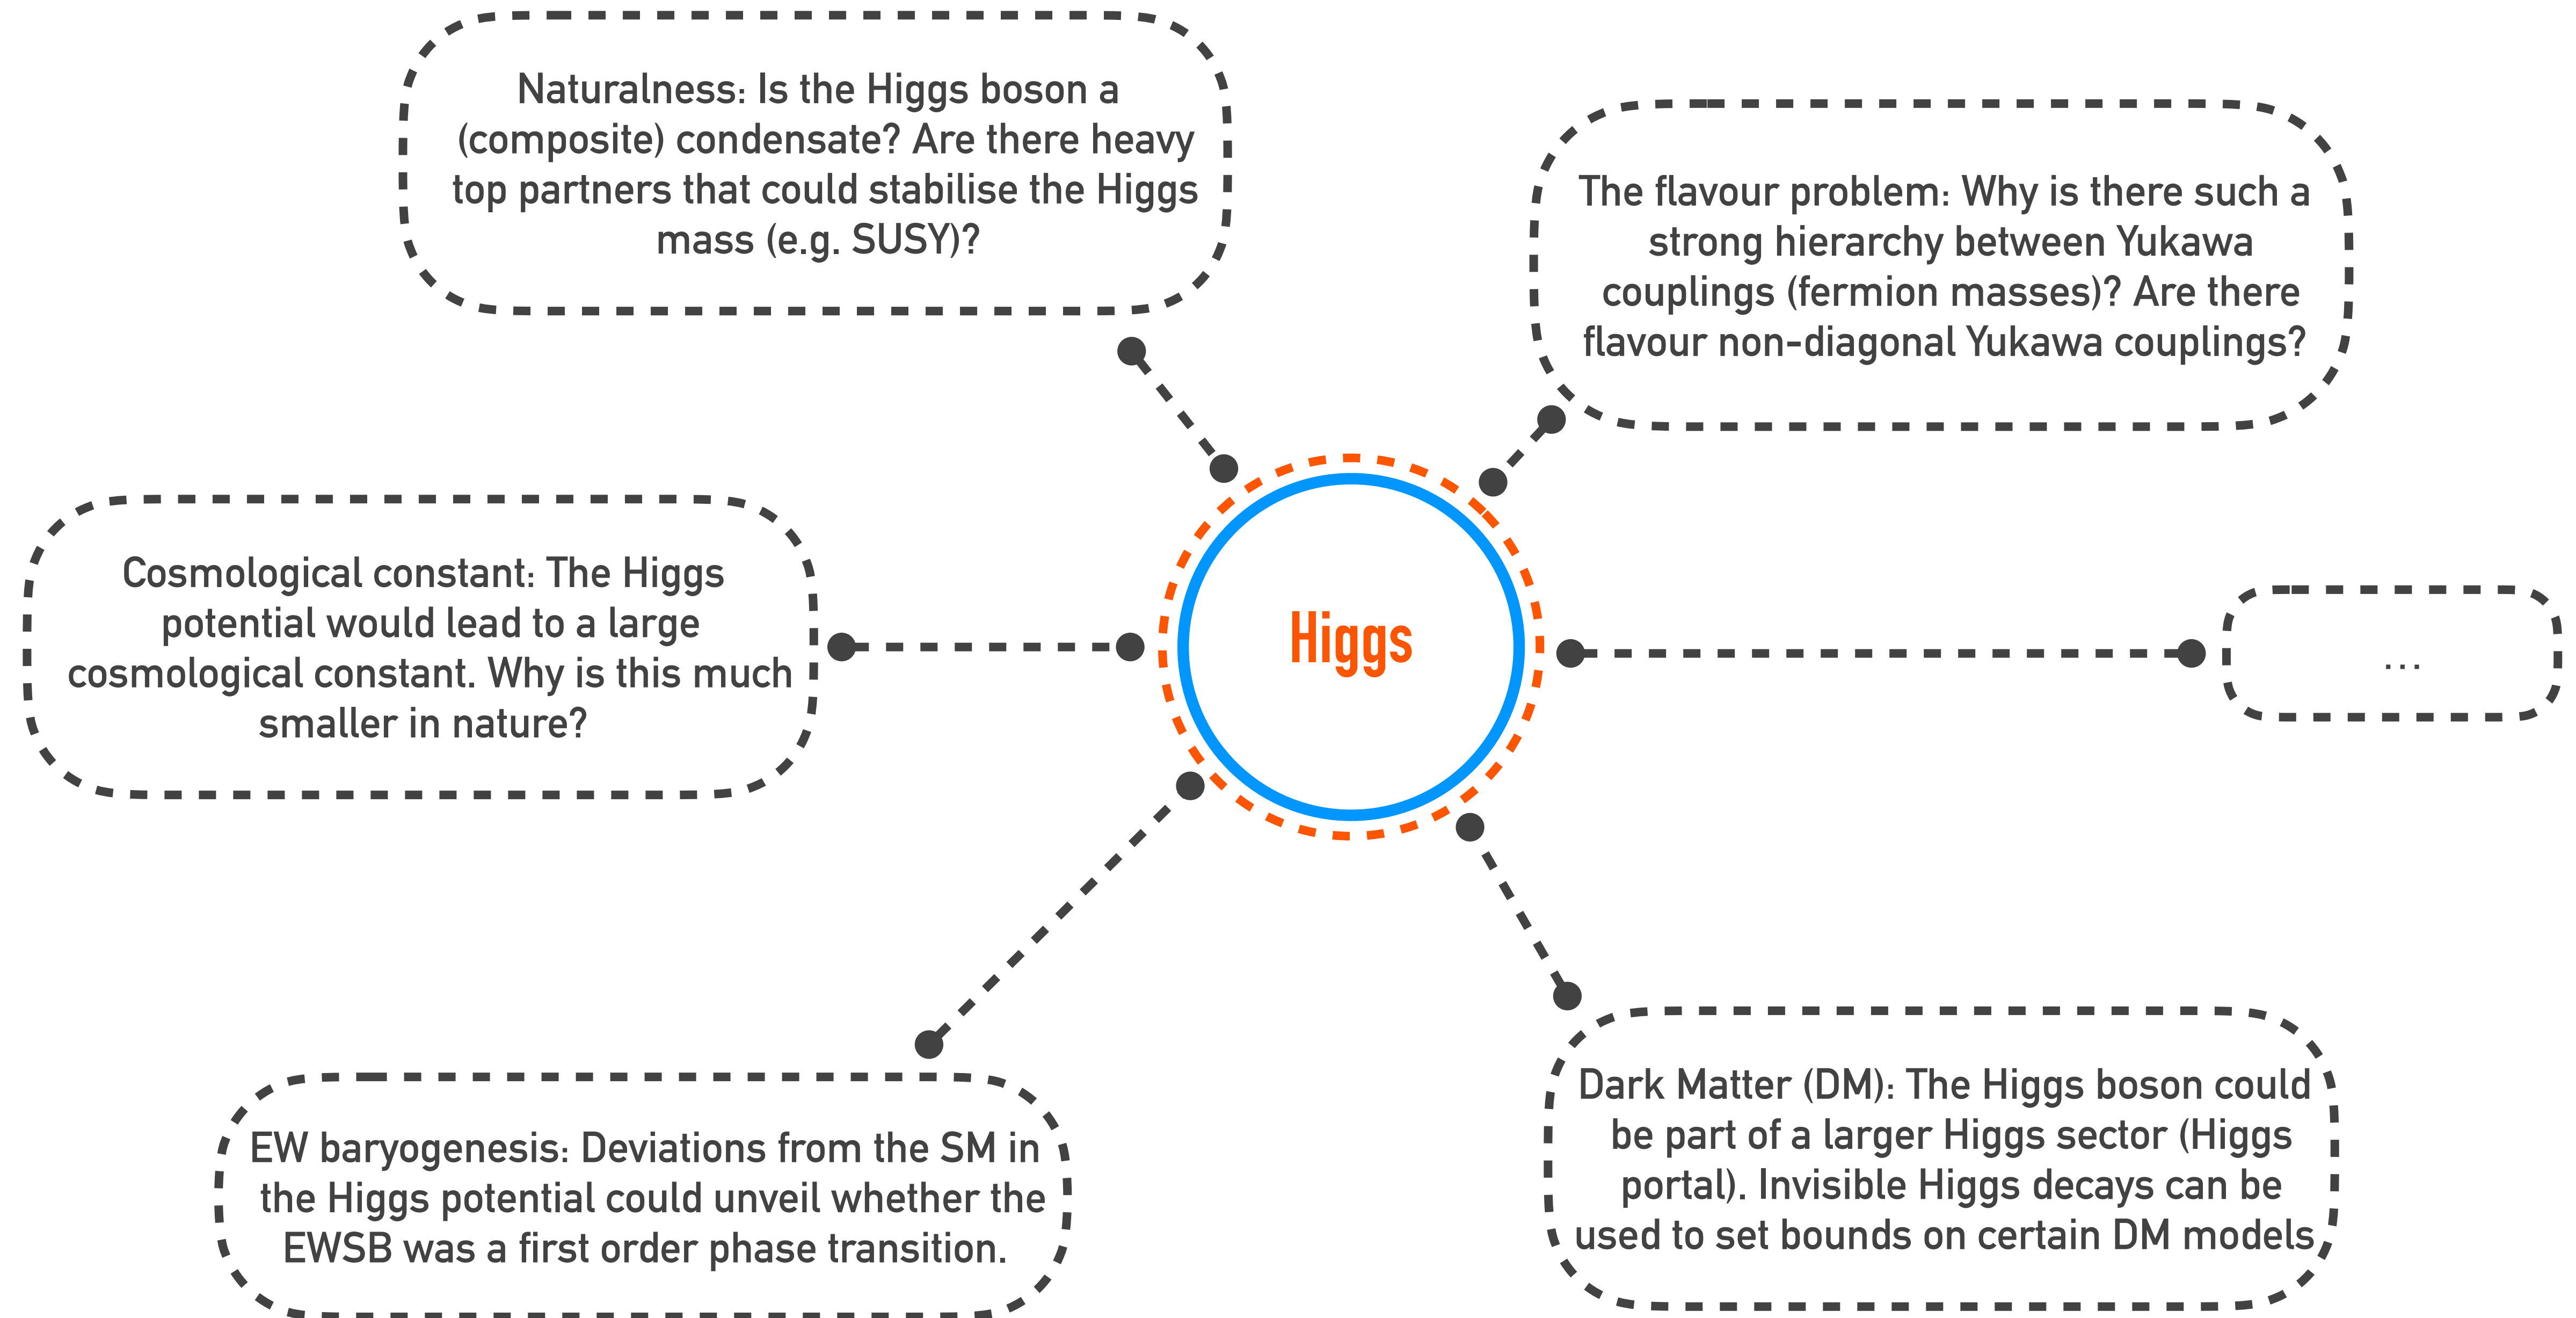 Naturalness: Is the Higgs boson a
(composite) condensate? Are there heavy
top partners that could stabilise the Higgs
mass (e.g. SUSY)?
The flavour problem: Why is there such a
strong hierarchy between Yukawa
couplings (fermion masses)? Are there
flavour non-diagonal Yukawa couplings?
Cosmological constant: The Higgs
potential would lead to a large
cosmological constant. Why is this much
smaller in nature?
Higgs
...
EW baryogenesis: Deviations from the SM in
the Higgs potential could unveil whether the
EWSB was a first order phase transition.
Dark Matter (DM): The Higgs boson could
be part of a larger Higgs sector (Higgs
portal). Invisible Higgs decays can be
used to set bounds on certain DM models